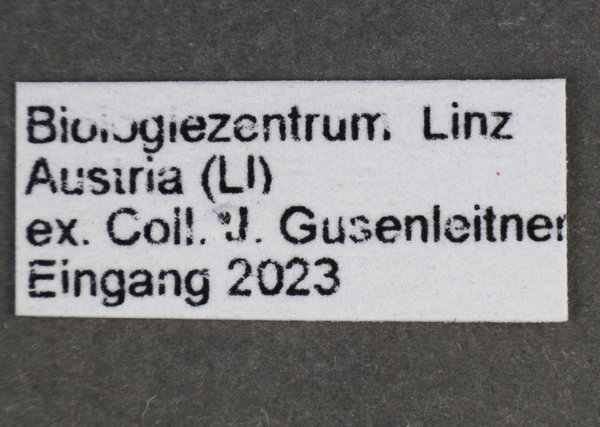 Biologiezentrum Linz
Austria (LI)
ex. Coll. J. Gusenleitner
Eingang 2023